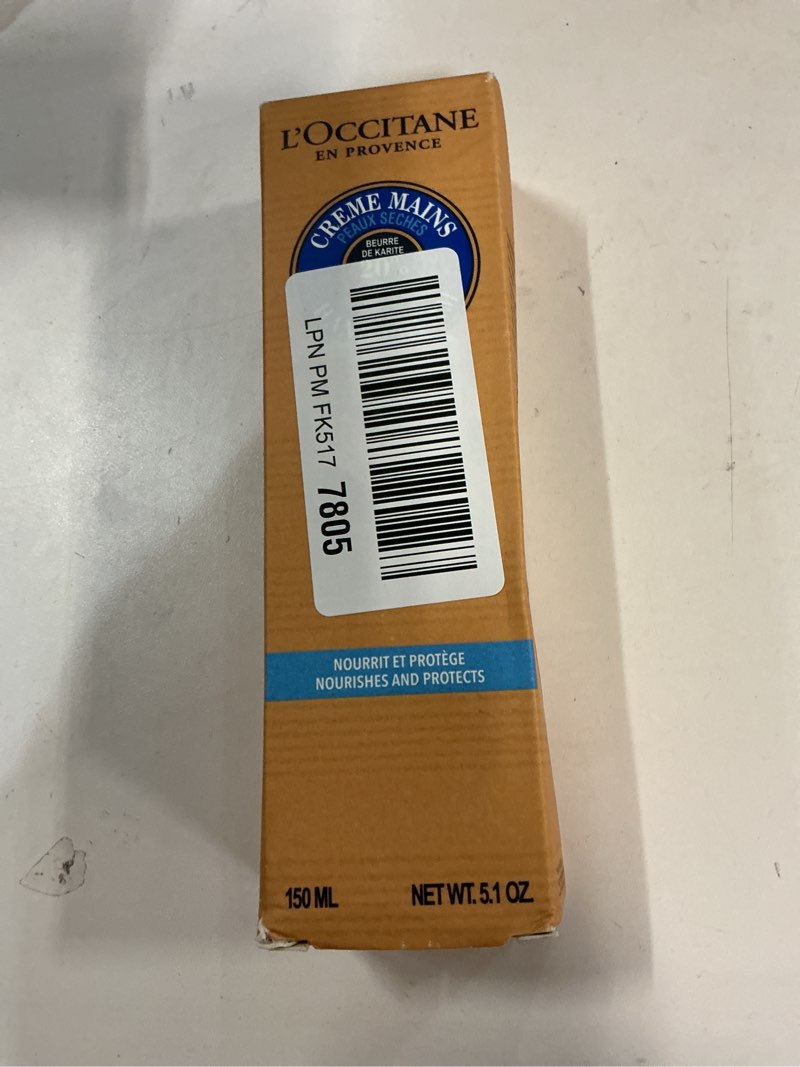 L'OCCITANE
EN PROVENCE
CREME MAINS
PEAUX SECHES
BEURRE
DE KARITE
20%
LPN PM FK517 7805
NOURRIT ET PROTÈGE
NOURISHES AND PROTECTS
150 ML NET WT. 5.1 OZ.